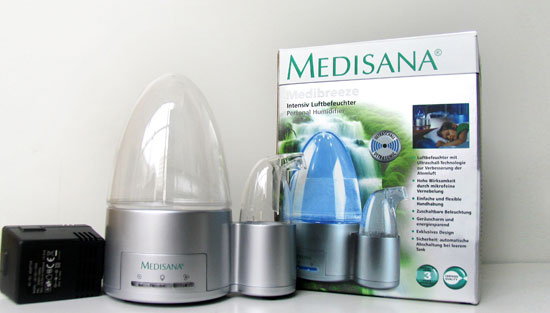 MEDISANA®
Medibreeze
Intensiv Luftbefeuchter
Personal Humidifier
ULTRASCHALL
ULTRASONIC
Luftbefeuchter mit
Ultraschall-Technologie
zur Verbesserung der
Atemluft
Hohe Wirksamkeit
durch mikrofeine
Vernebelung
Einfache und flexible
Handhabung
Zuschaltbare Beleuchtung
Geräuscharm und
energiesparend
Exklusives Design
Sicherheit: automatische
Abschaltung bei leerem
Tank
3
MEDISANA®